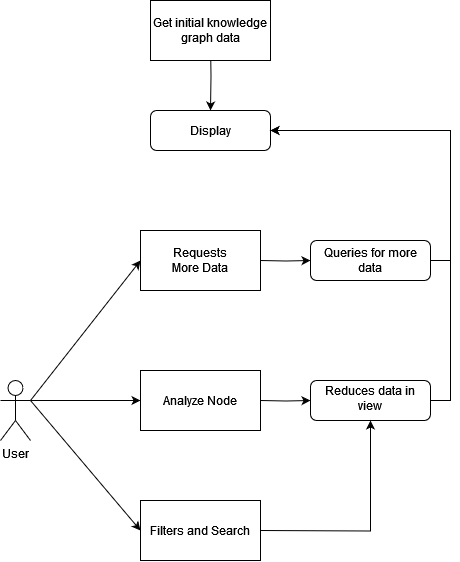 Get initial knowledge
graph data
Display
Requests
More Data
Queries for more
data
Analyze Node
Reduces data in
view
User
Filters and Search